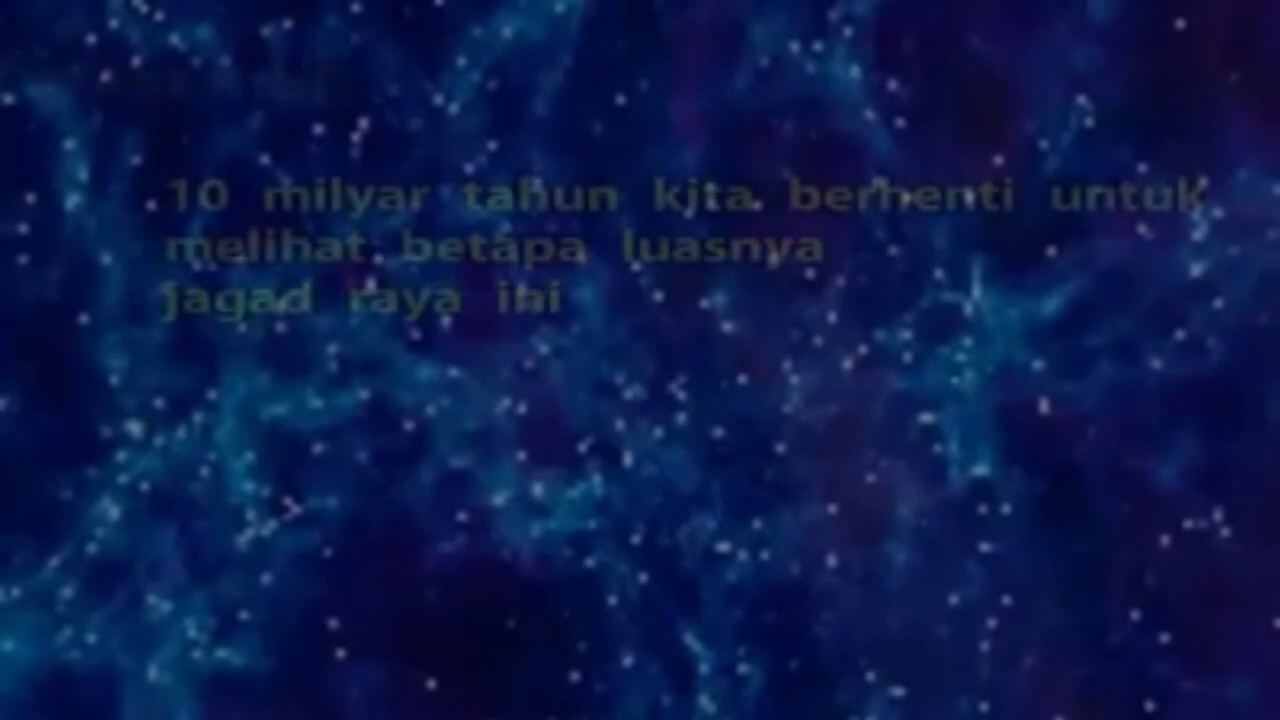 10 milyar tahun kita berhenti untuk
melihat betapa luasnya
jagad raya ini